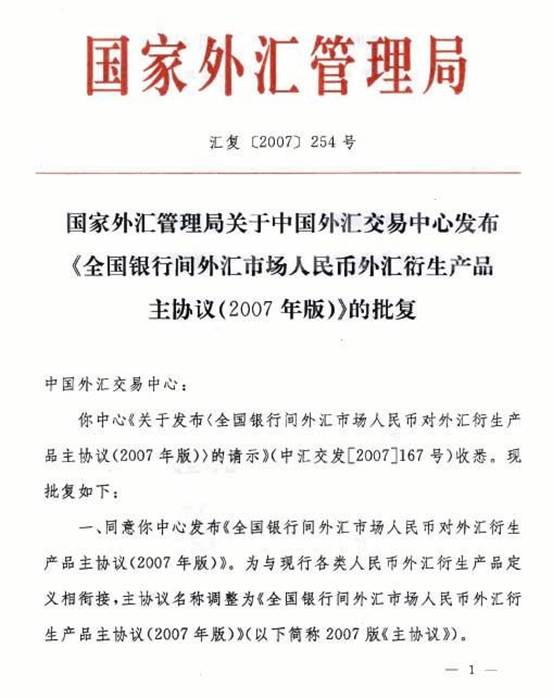 国家外汇管理局
汇复〔2007〕254 号
国家外汇管理局关于中国外汇交易中心发布
《全国银行间外汇市场人民币外汇衍生产品
主协议(2007 年版)》的批复
中国外汇交易中心:
你中心《关于发布〈全国银行间外汇市场人民币对外汇衍生产
品主协议(2007 年版)〉的请示》(中汇交发[2007]167 号)收悉。现
批复如下:
一、同意你中心发布《全国银行间外汇市场人民币对外汇衍生
产品主协议(2007 年版)》。为与现行各类人民币外汇衍生产品定
义相衔接,主协议名称调整为《全国银行间外汇市场人民币外汇衍
生产品主协议(2007 年版)》(以下简称 2007 版《主协议》)。
— 1